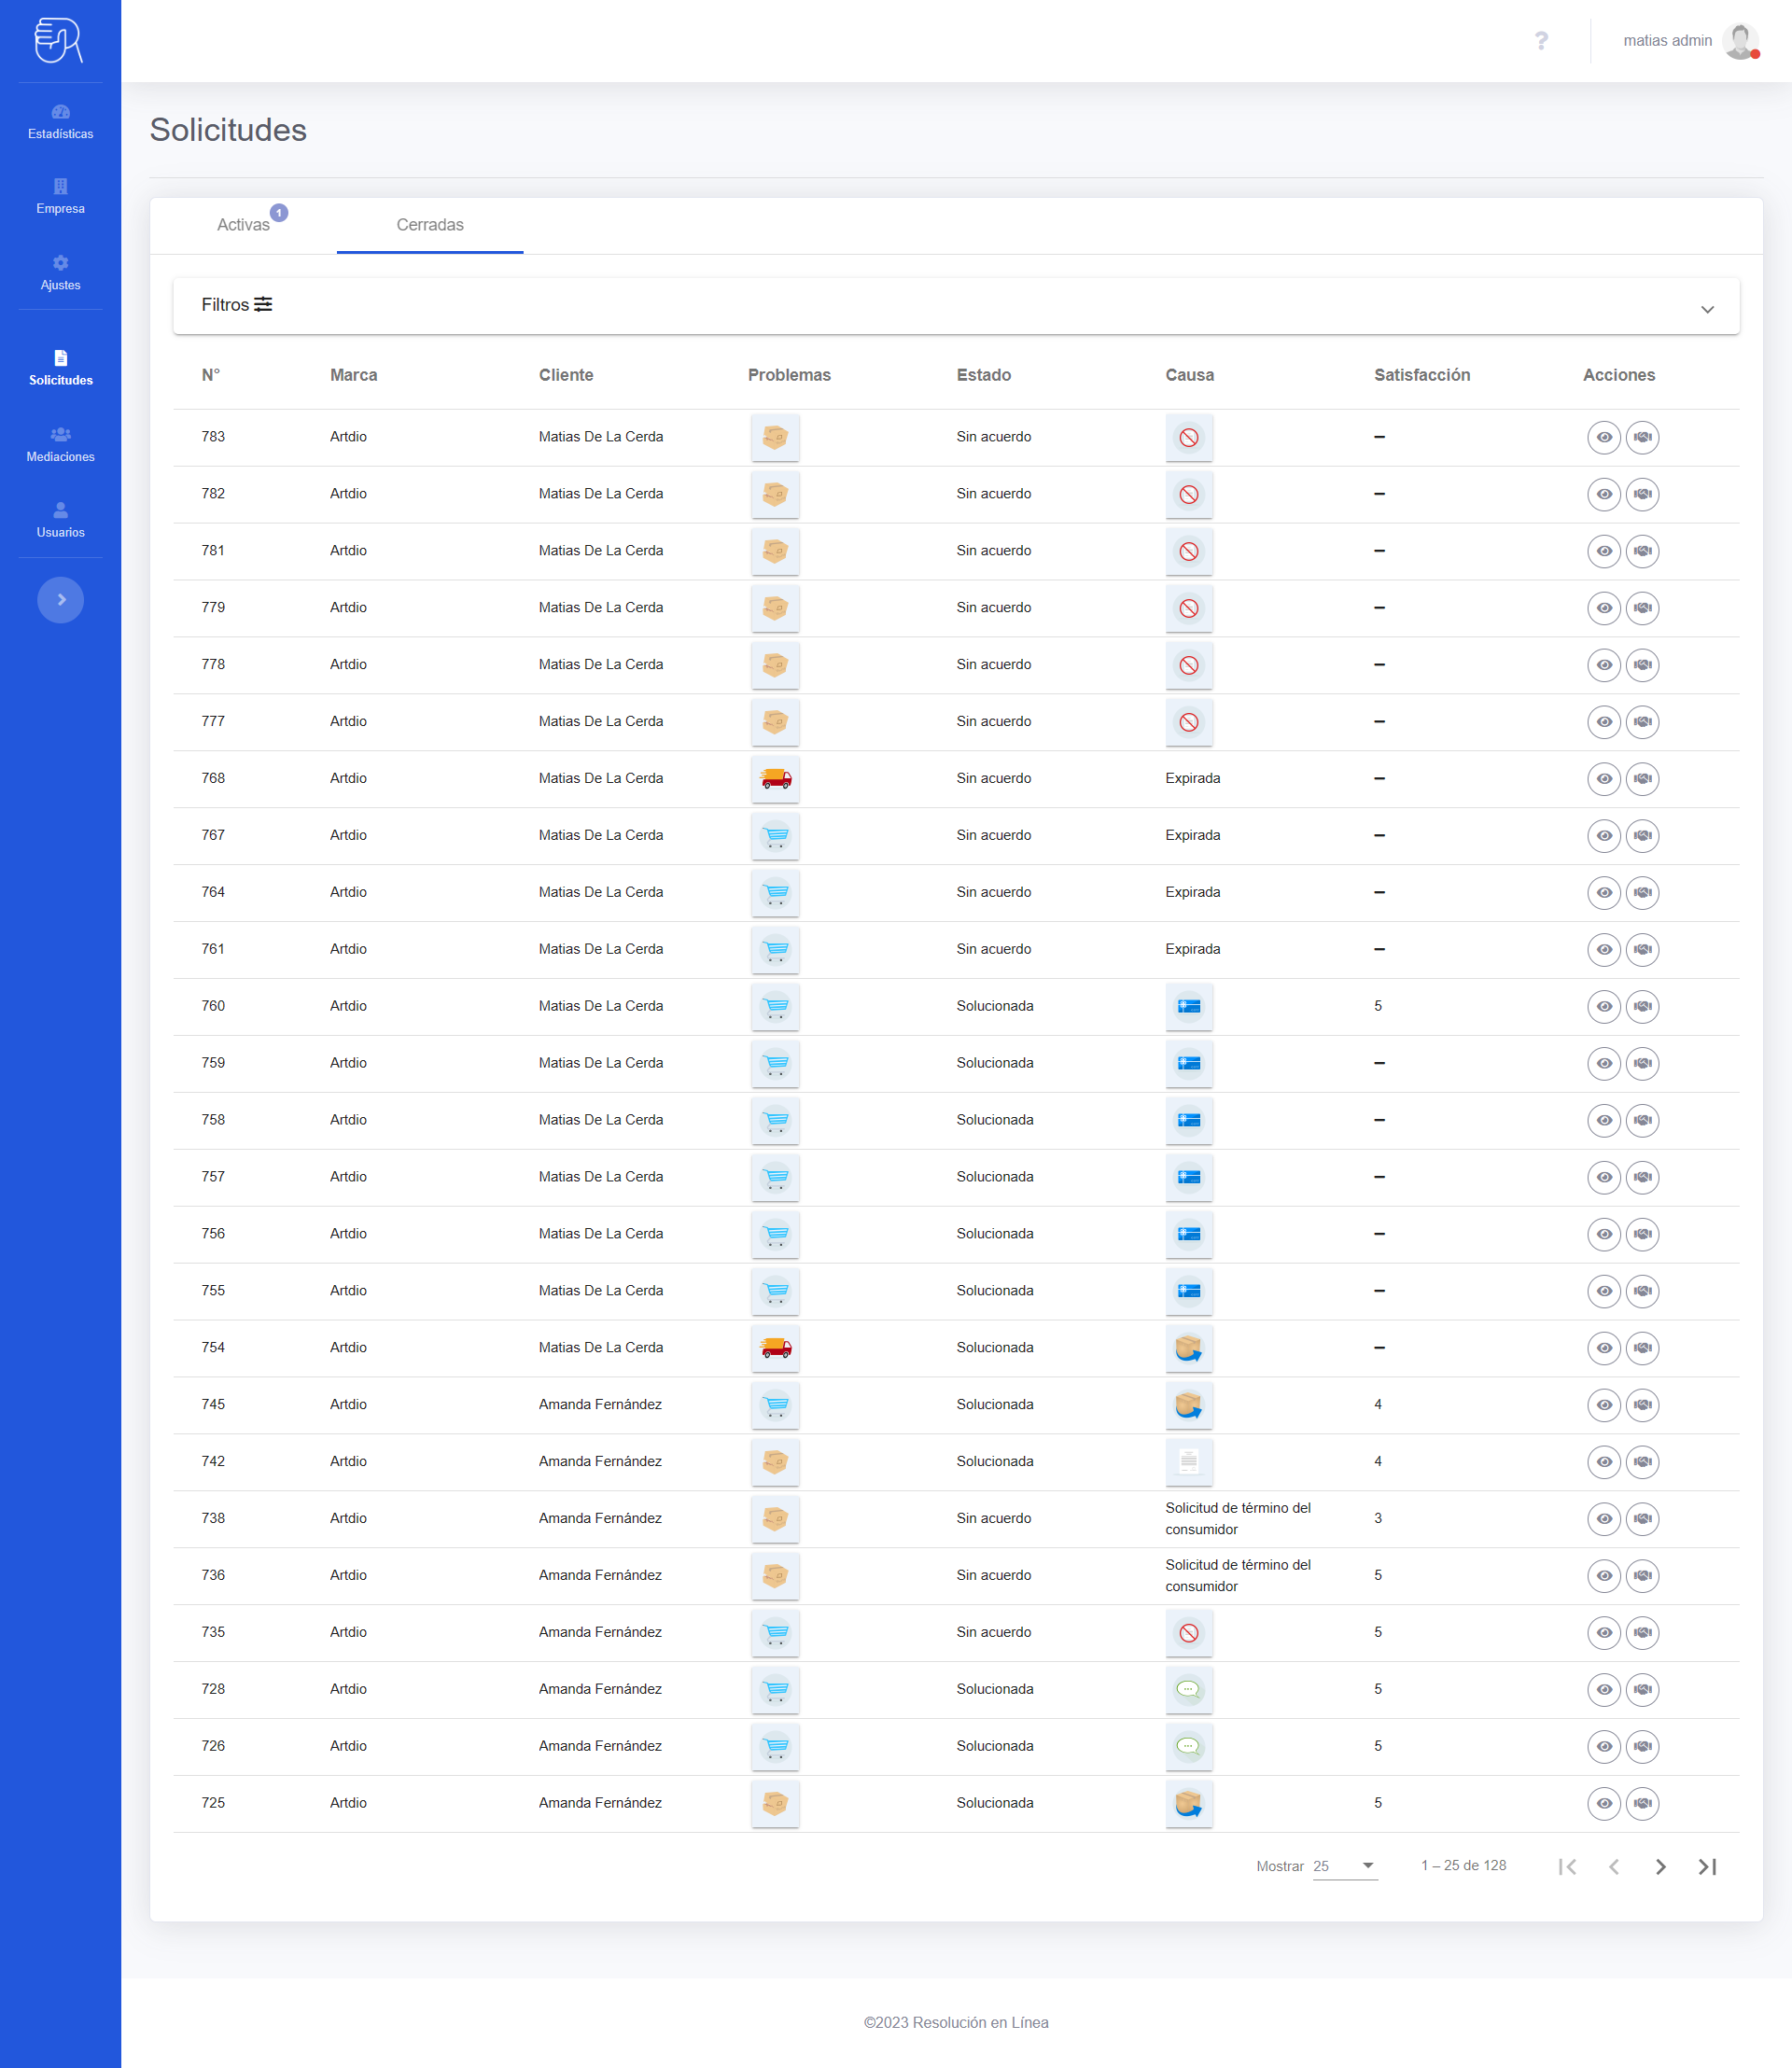 matias admin
Estadísticas
Empresa
Ajustes
Solicitudes
Mediaciones
Usuarios
Solicitudes
Activas 1 Cerradas
Filtros
N° Marca Cliente Problemas Estado Causa Satisfacción Acciones
783 Artdio Matias De La Cerda Sin acuerdo –
782 Artdio Matias De La Cerda Sin acuerdo –
781 Artdio Matias De La Cerda Sin acuerdo –
779 Artdio Matias De La Cerda Sin acuerdo –
778 Artdio Matias De La Cerda Sin acuerdo –
777 Artdio Matias De La Cerda Sin acuerdo –
768 Artdio Matias De La Cerda Sin acuerdo Expirada –
767 Artdio Matias De La Cerda Sin acuerdo Expirada –
764 Artdio Matias De La Cerda Sin acuerdo Expirada –
761 Artdio Matias De La Cerda Sin acuerdo Expirada –
760 Artdio Matias De La Cerda Solucionada 5
759 Artdio Matias De La Cerda Solucionada –
758 Artdio Matias De La Cerda Solucionada –
757 Artdio Matias De La Cerda Solucionada –
756 Artdio Matias De La Cerda Solucionada –
755 Artdio Matias De La Cerda Solucionada –
754 Artdio Matias De La Cerda Solucionada –
745 Artdio Amanda Fernández Solucionada 4
742 Artdio Amanda Fernández Solucionada 4
738 Artdio Amanda Fernández Sin acuerdo Solicitud de término del consumidor 3
736 Artdio Amanda Fernández Sin acuerdo Solicitud de término del consumidor 5
735 Artdio Amanda Fernández Sin acuerdo 5
728 Artdio Amanda Fernández Solucionada 5
726 Artdio Amanda Fernández Solucionada 5
725 Artdio Amanda Fernández Solucionada 5
Mostrar 25 1 – 25 de 128
©2023 Resolución en Línea